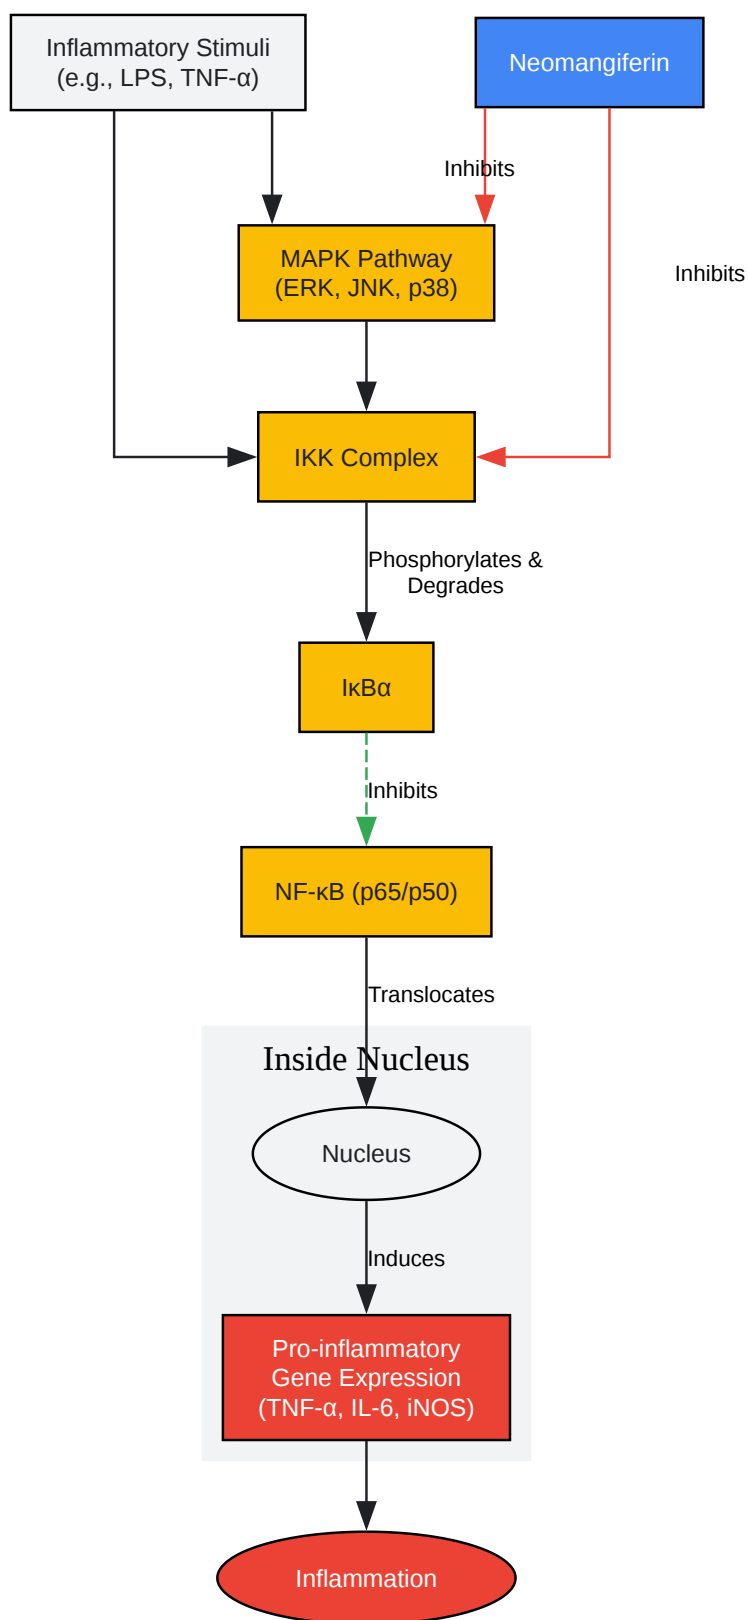 Inflammatory Stimuli
(e.g., LPS, TNF-α)
Neomangiferin
Inhibits
MAPK Pathway
(ERK, JNK, p38)
Inhibits
IKK Complex
Phosphorylates &
Degrades
IκBα
Inhibits
NF-κB (p65/p50)
Translocates
Inside Nucleus
Nucleus
Induces
Pro-inflammatory
Gene Expression
(TNF-α, IL-6, iNOS)
Inflammation